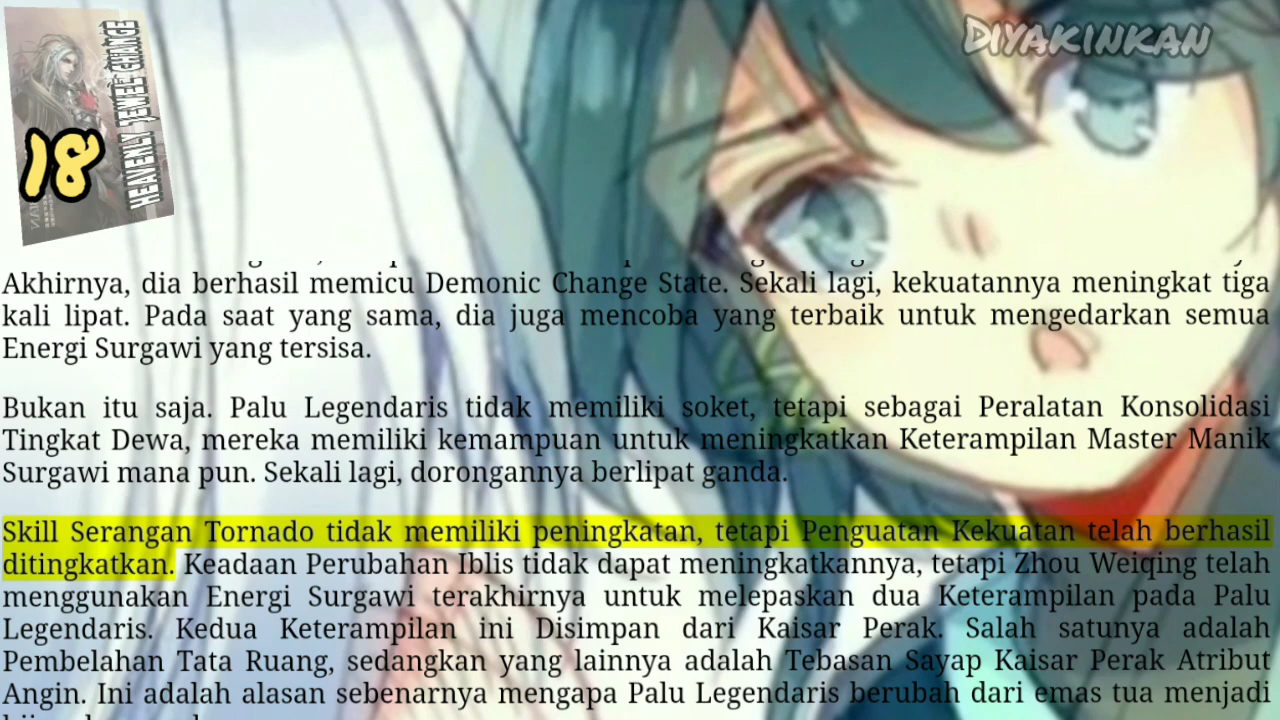 HEAVENLY JEWEL CHANGE
18
DIYAKINKAN
Akhirnya, dia berhasil memicu Demonic Change State. Sekali lagi, kekuatannya meningkat tiga
kali lipat. Pada saat yang sama, dia juga mencoba yang terbaik untuk mengedarkan semua
Energi Surgawi yang tersisa.
Bukan itu saja. Palu Legendaris tidak memiliki soket, tetapi sebagai Peralatan Konsolidasi
Tingkat Dewa, mereka memiliki kemampuan untuk meningkatkan Keterampilan Master Manik
Surgawi mana pun. Sekali lagi, dorongannya berlipat ganda.
Skill Serangan Tornado tidak memiliki peningkatan, tetapi Penguatan Kekuatan telah berhasil
ditingkatkan. Keadaan Perubahan Iblis tidak dapat meningkatkannya, tetapi Zhou Weiqing telah
menggunakan Energi Surgawi terakhirnya untuk melepaskan dua Keterampilan pada Palu
Legendaris. Kedua Keterampilan ini Disimpan dari Kaisar Perak. Salah satunya adalah
Pembelahan Tata Ruang, sedangkan yang lainnya adalah Tebasan Sayap Kaisar Perak Atribut
Angin. Ini adalah alasan sebenarnya mengapa Palu Legendaris berubah dari emas tua menjadi